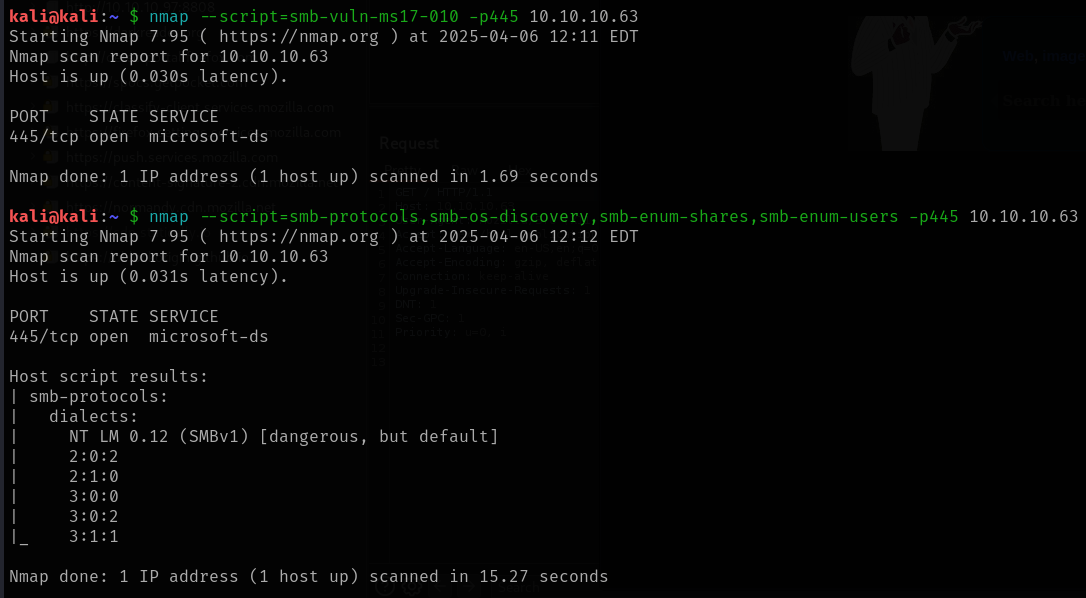 kali@kali:~ $ nmap --script=smb-vuln-ms17-010 -p445 10.10.10.63
Starting Nmap 7.95 ( https://nmap.org ) at 2025-04-06 12:11 EDT
Nmap scan report for 10.10.10.63
Host is up (0.030s latency).
PORT    STATE SERVICE
445/tcp open  microsoft-ds
Nmap done: 1 IP address (1 host up) scanned in 1.69 seconds
kali@kali:~ $ nmap --script=smb-protocols,smb-os-discovery,smb-enum-shares,smb-enum-users -p445 10.10.10.63
Starting Nmap 7.95 ( https://nmap.org ) at 2025-04-06 12:12 EDT
Nmap scan report for 10.10.10.63
Host is up (0.031s latency).
PORT    STATE SERVICE
445/tcp open  microsoft-ds
Host script results:
| smb-protocols:
|   dialects:
|     NT LM 0.12 (SMBv1) [dangerous, but default]
|     2:0:2
|     2:1:0
|     3:0:0
|     3:0:2
|_    3:1:1
Nmap done: 1 IP address (1 host up) scanned in 15.27 seconds
Request